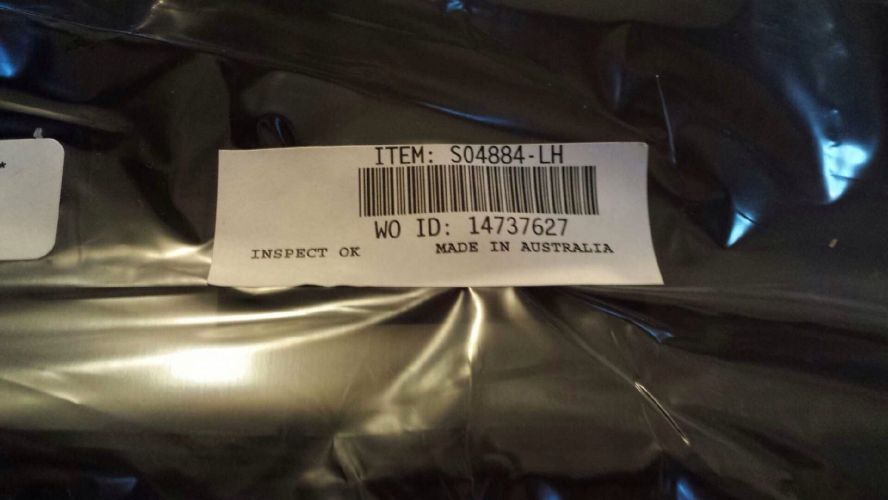 ITEM: S04884-LH
WO ID: 14737627
INSPECT OK MADE IN AUSTRALIA
*